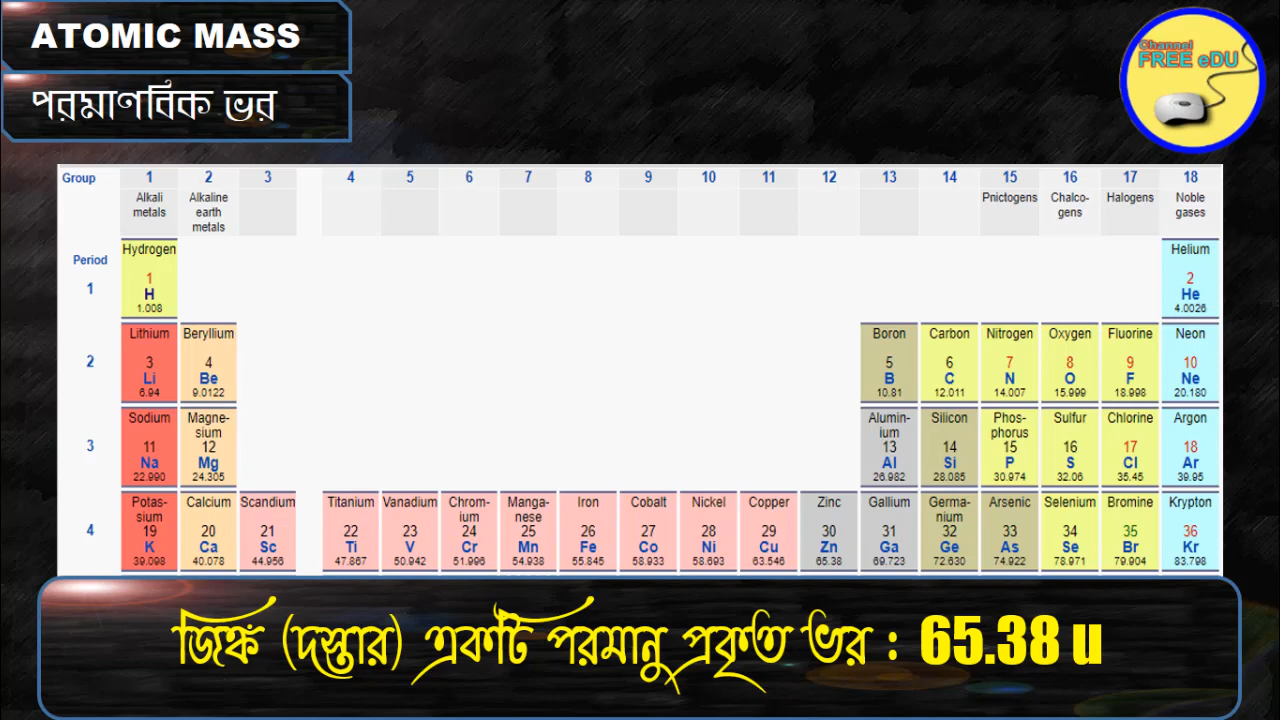 ATOMIC MASS
পরমাণবিক ভর
Channel
FREE eDU
Group 1 2 3 4 5 6 7 8 9 10 11 12 13 14 15 16 17 18
Alkali metals Alkaline earth metals Pnictogens Chalco-gens Halogens Noble gases
Period
1
Hydrogen 1 H 1.008
Helium 2 He 4.0026
2
Lithium 3 Li 6.94
Beryllium 4 Be 9.0122
Boron 5 B 10.81
Carbon 6 C 12.011
Nitrogen 7 N 14.007
Oxygen 8 O 15.999
Fluorine 9 F 18.998
Neon 10 Ne 20.180
3
Sodium 11 Na 22.990
Magne-sium 12 Mg 24.305
Alumin-ium 13 Al 26.982
Silicon 14 Si 28.085
Phos-phorus 15 P 30.974
Sulfur 16 S 32.06
Chlorine 17 Cl 35.45
Argon 18 Ar 39.95
4
Potas-sium 19 K 39.098
Calcium 20 Ca 40.078
Scandium 21 Sc 44.956
Titanium 22 Ti 47.867
Vanadium 23 V 50.942
Chrom-ium 24 Cr 51.996
Manga-nese 25 Mn 54.938
Iron 26 Fe 55.845
Cobalt 27 Co 58.933
Nickel 28 Ni 58.693
Copper 29 Cu 63.546
Zinc 30 Zn 65.38
Gallium 31 Ga 69.723
Germa-nium 32 Ge 72.630
Arsenic 33 As 74.922
Selenium 34 Se 78.971
Bromine 35 Br 79.904
Krypton 36 Kr 83.798
জিঙ্ক (দস্তার) একটি পরমানু প্রকৃত ভর : 65.38 u